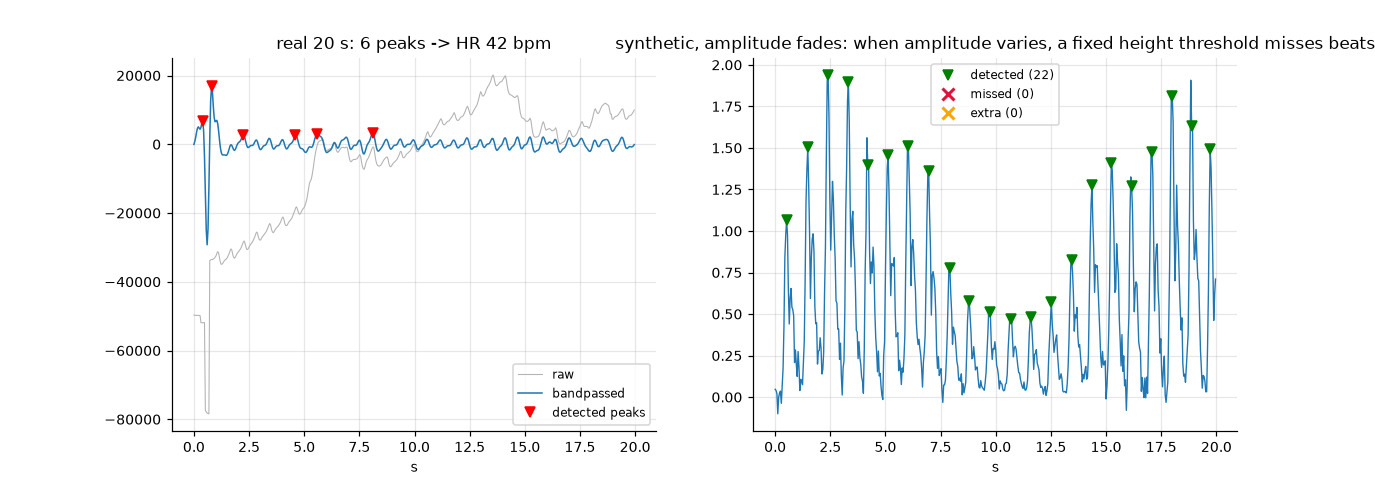 real 20 s: 6 peaks -> HR 42 bpm
20000
0
−20000
−40000
−60000
−80000
0.0 2.5 5.0 7.5 10.0 12.5 15.0 17.5 20.0
s
raw
bandpassed
detected peaks
synthetic, amplitude fades: when amplitude varies, a fixed height threshold misses beats
2.00
1.75
1.50
1.25
1.00
0.75
0.50
0.25
0.00
0.0 2.5 5.0 7.5 10.0 12.5 15.0 17.5 20.0
s
detected (22)
missed (0)
extra (0)